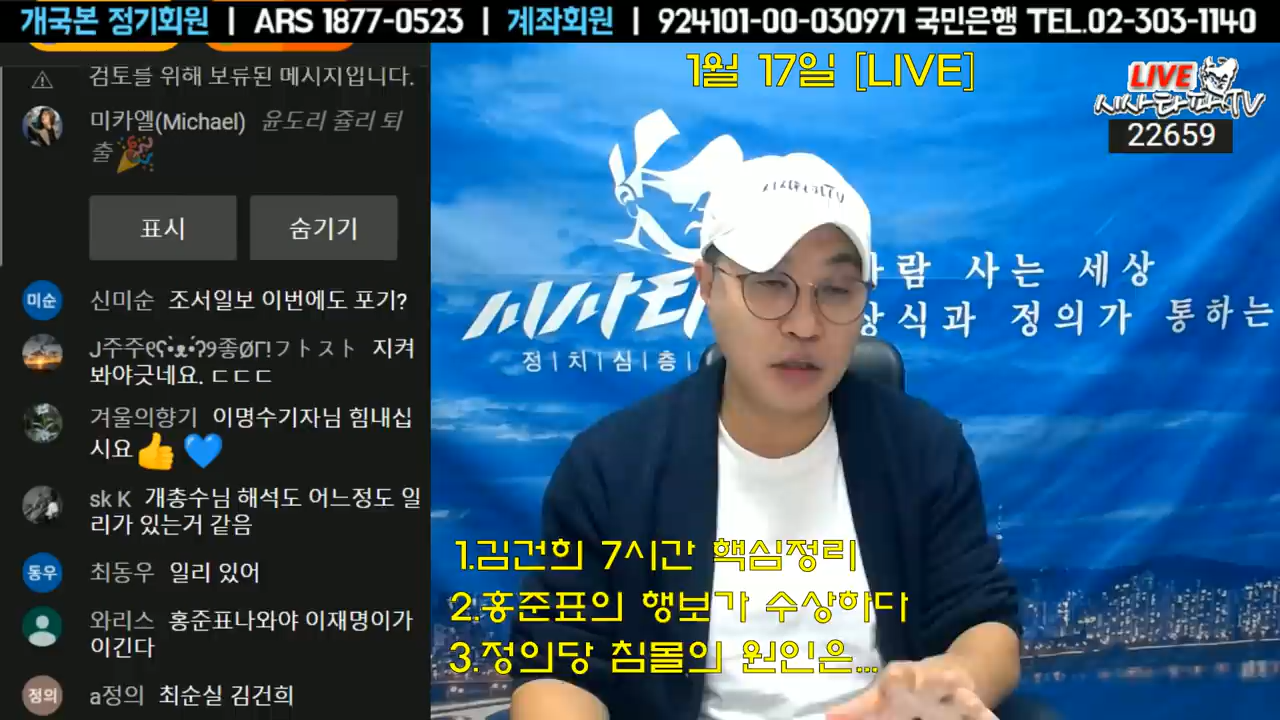 개국본 정기회원 | ARS 1877-0523 | 계좌회원 | 924101-00-030971 국민은행 TEL.02-303-1140
1월 17일 [LIVE]
LIVE
시사타파TV
22659
검토를 위해 보류된 메시지입니다.
미카엘(Michael) 윤도리 쥴리 퇴
출🎉
표시
숨기기
미순
신미순 조서일보 이번에도 포기?
지켜
봐야긋네요. ㄷㄷㄷ
겨울의향기 이명수기자님 힘내십
시요👍💙
sk K 개총수님 해석도 어느정도 일
리가 있는거 같음
동우
최동우 일리 있어
와리스 홍준표나와야 이재명이가
이긴다
정의
a정의 최순실 김건희
시사타파TV
시사타
정|치|심|층|
사람 사는 세상
상식과 정의가 통하는
1.김건희 7시간 핵심정리
2.홍준표의 행보가 수상하다
3.정의당 침몰의 원인은...